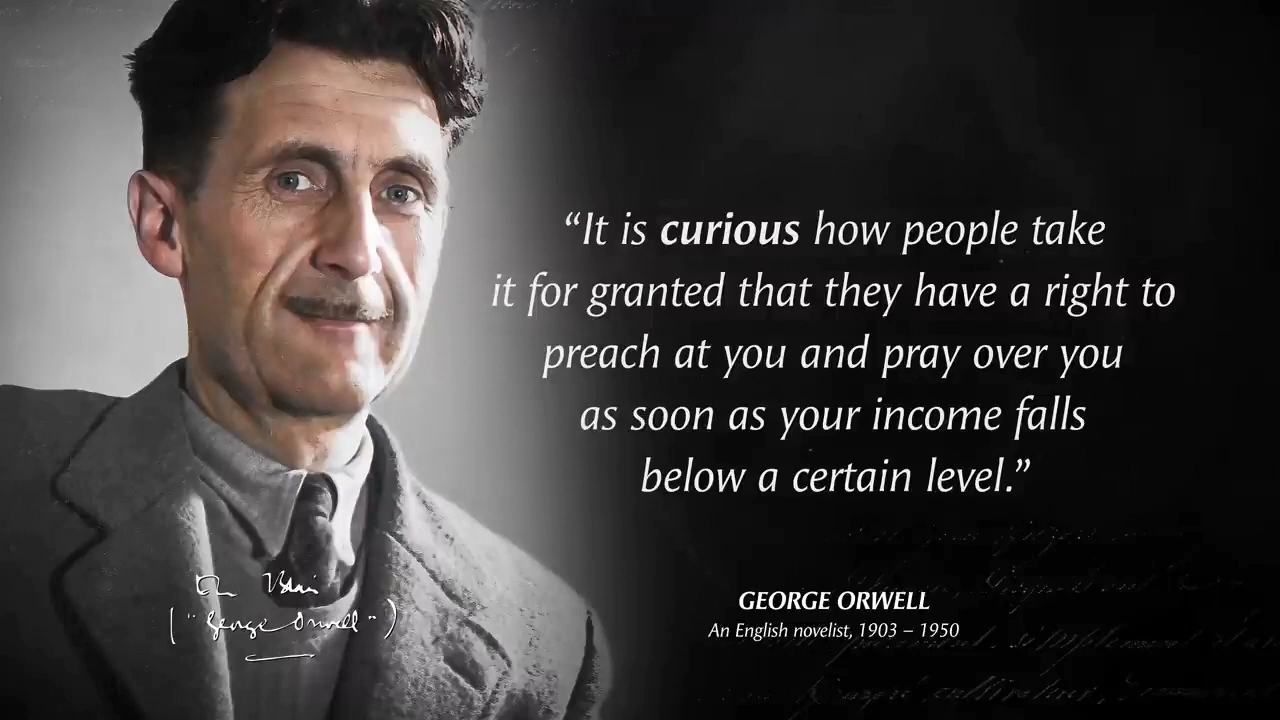 “It is curious how people take
it for granted that they have a right to
preach at you and pray over you
as soon as your income falls
below a certain level.”
GEORGE ORWELL
An English novelist, 1903 – 1950
Blair
("George Orwell")